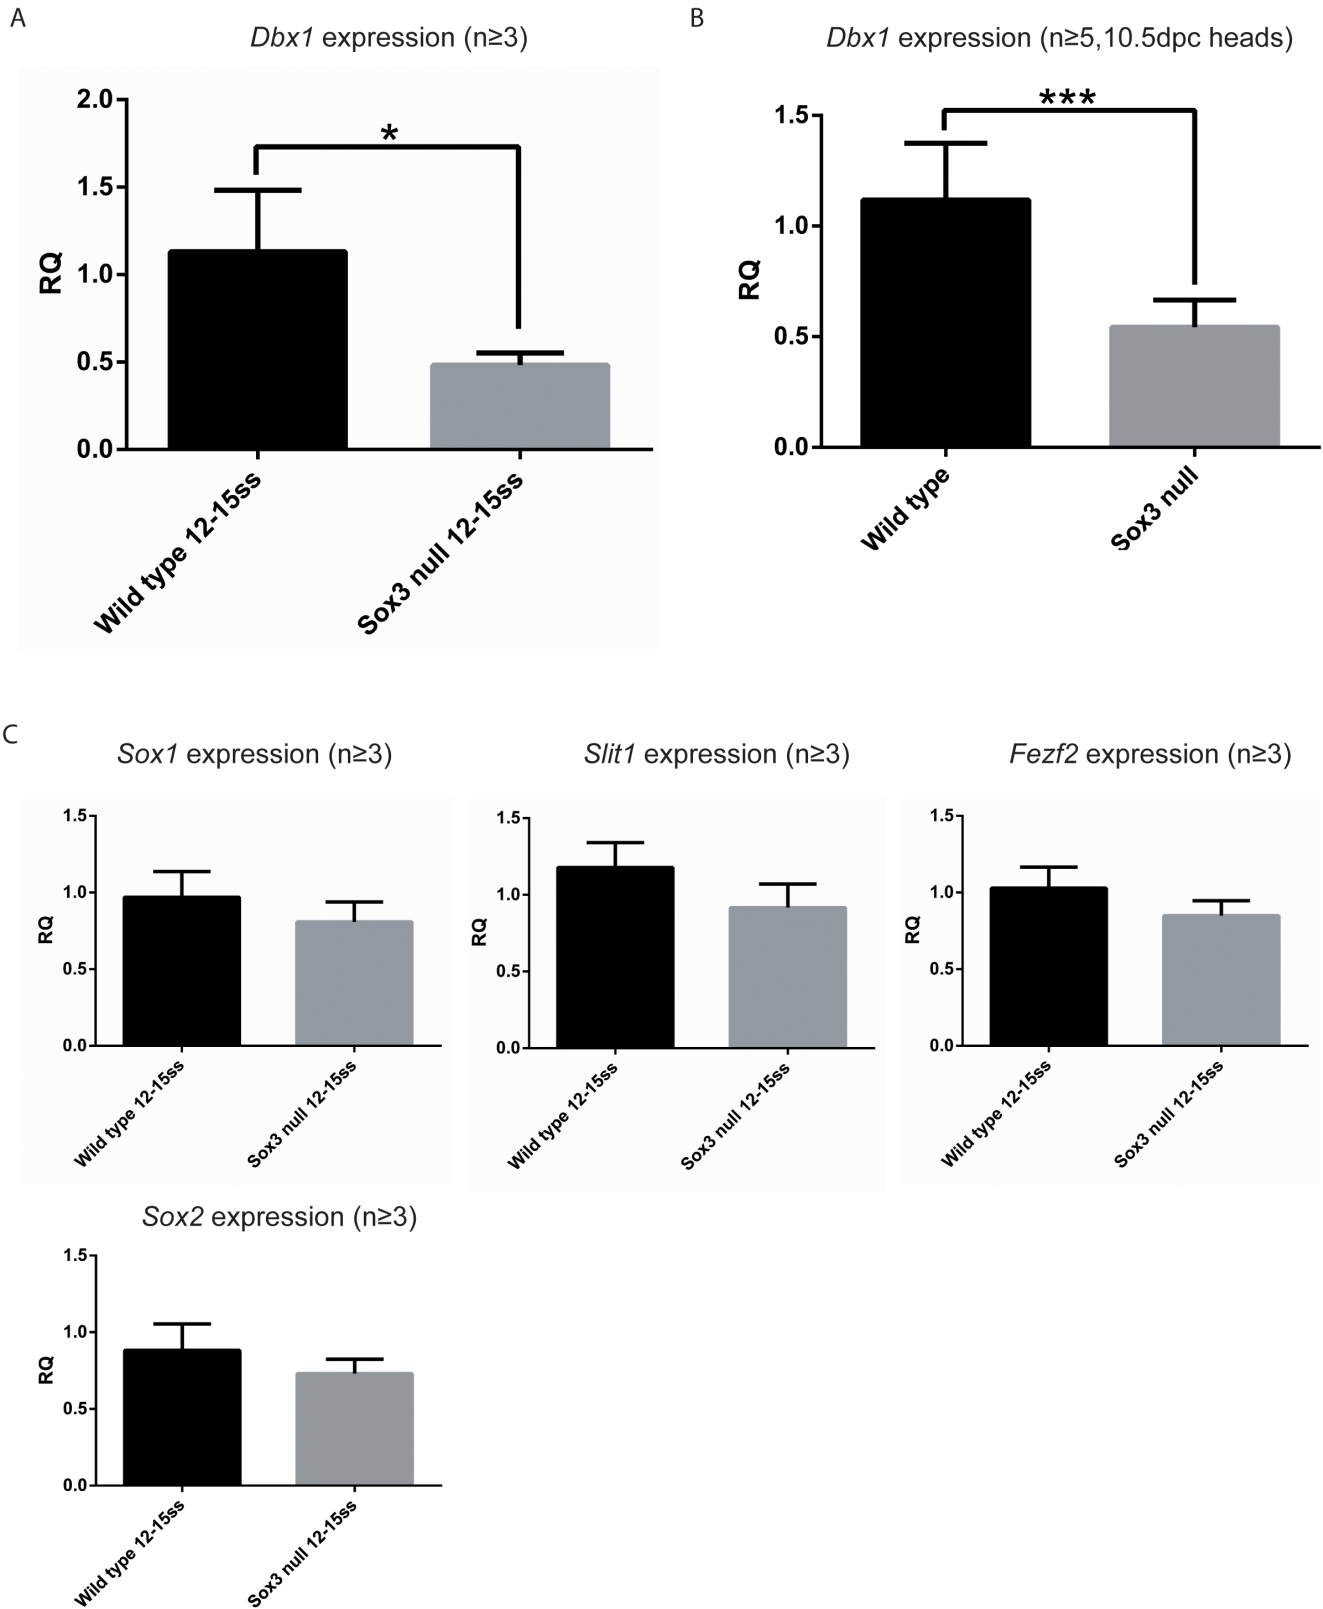 A
Dbx1 expression (n≥3)
2.0
1.5
1.0
0.5
0.0
RQ
*
Wild type 12-15ss
Sox3 null 12-15ss
B
Dbx1 expression (n≥5,10.5dpc heads)
1.5
1.0
0.5
0.0
RQ
***
Wild type
Sox3 null
C
Sox1 expression (n≥3)
1.5
1.0
0.5
0.0
RQ
Wild type 12-15ss
Sox3 null 12-15ss
Slit1 expression (n≥3)
1.5
1.0
0.5
0.0
RQ
Wild type 12-15ss
Sox3 null 12-15ss
Fezf2 expression (n≥3)
1.5
1.0
0.5
0.0
RQ
Wild type 12-15ss
Sox3 null 12-15ss
Sox2 expression (n≥3)
1.5
1.0
0.5
0.0
RQ
Wild type 12-15ss
Sox3 null 12-15ss